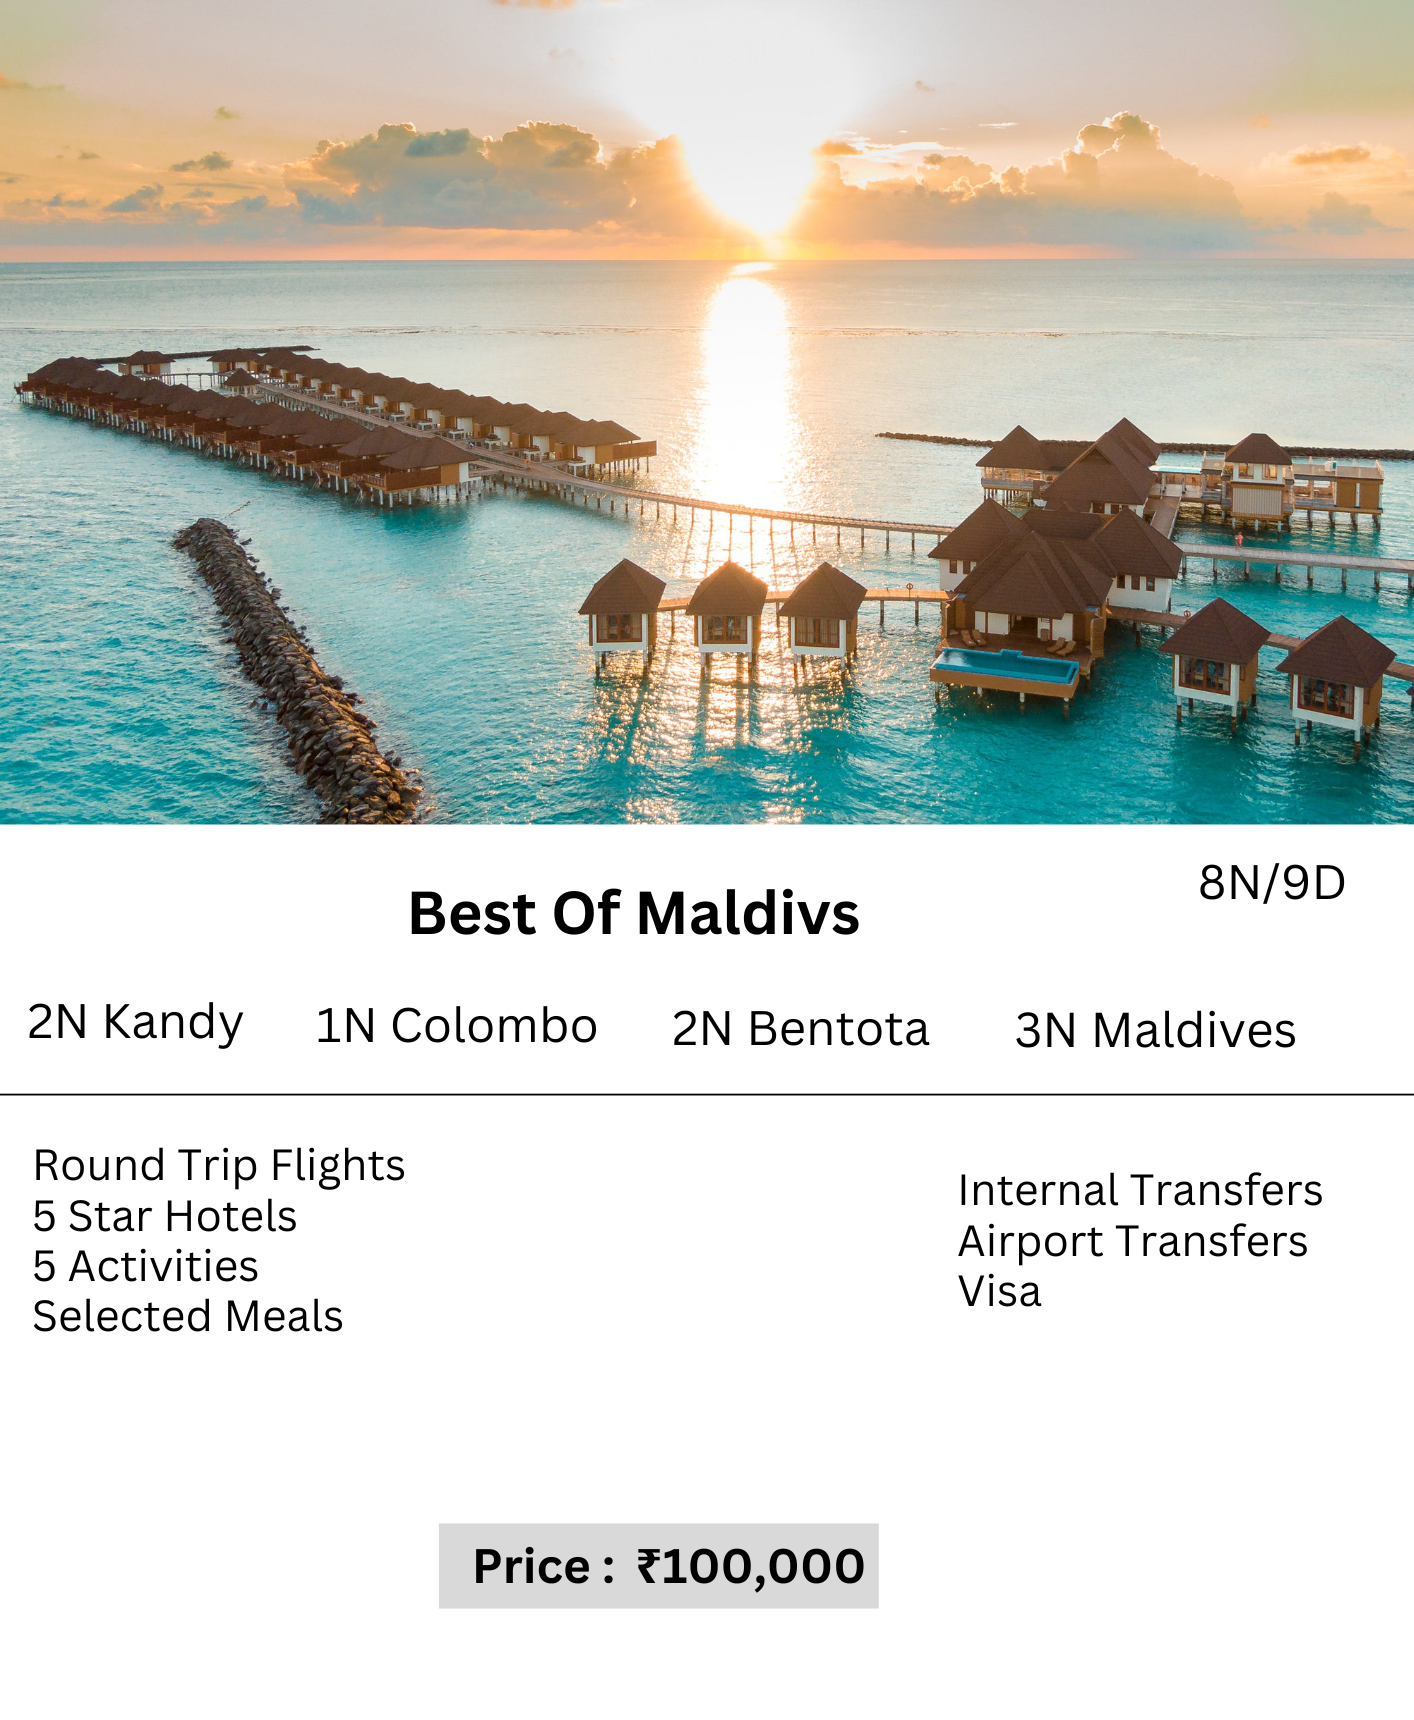 8N/9D
Best Of Maldivs
2N Kandy 1N Colombo 2N Bentota 3N Maldives
Round Trip Flights
5 Star Hotels
5 Activities
Selected Meals
Internal Transfers
Airport Transfers
Visa
Price : ₹100,000